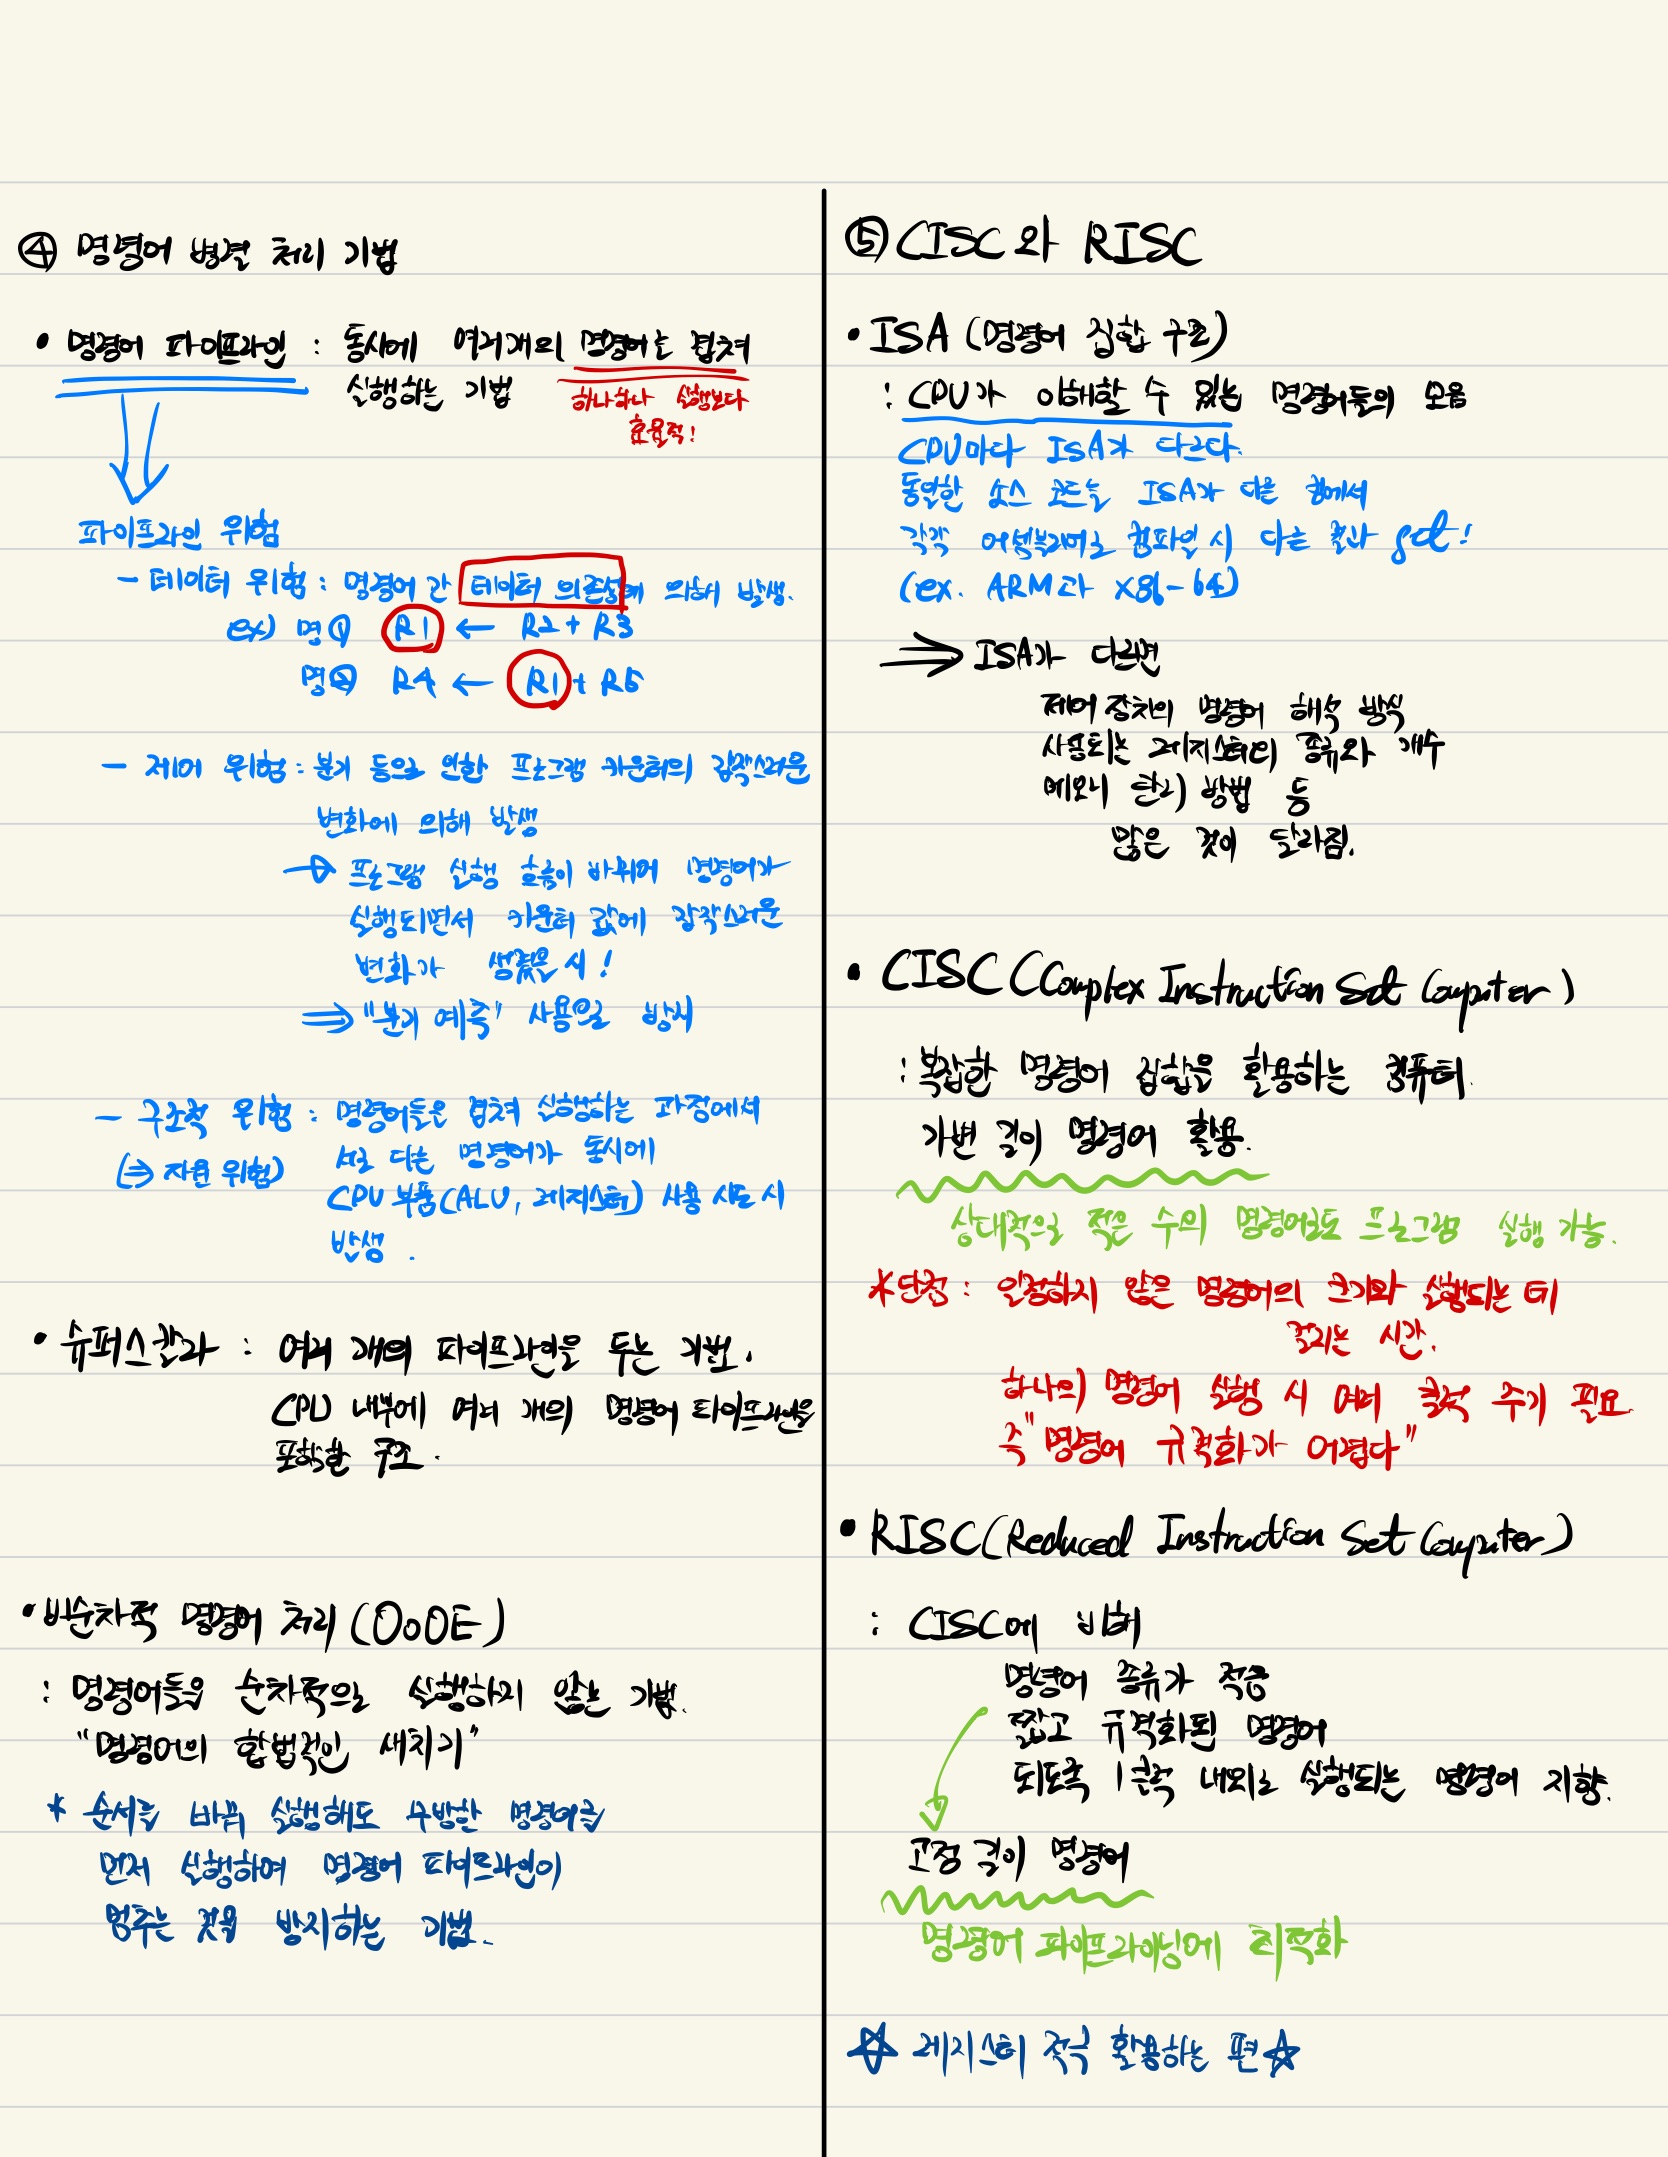 ④ 명령어 병렬 처리 기법
• 명령어 파이프라인 : 동시에 여러개의 명령어를 겹쳐
실행하는 기법
하나하나 실행보다
효율적!
파이프라인 위험
- 데이터 위험 : 명령어 간 데이터 의존성에 의해서 발생.
ex) 명① R1 ← R2 + R3
명② R4 ← R1 + R5
- 제어 위험 : 분기 등으로 인한 프로그램 카운터의 갑작스러운
변화에 의해 발생
→ 프로그램 실행 흐름이 바뀌어 명령어가
실행되면서 카운터 값에 갑작스러운
변화가 생겼을 시!
⇒ "분기 예측" 사용으로 방지
- 구조적 위험 : 명령어들은 겹쳐 실행하는 과정에서
(⇒ 자원 위험) 서로 다른 명령어가 동시에
CPU 부품(ALU, 레지스터) 사용 시도 시
발생.
• 슈퍼스칼라 : 여러 개의 파이프라인을 두는 기법.
CPU 내부에 여러 개의 명령어 파이프라인을
포함한 구조.
• 비순차적 명령어 처리 (OoOE)
: 명령어들을 순차적으로 실행하지 않는 기법.
"명령어의 합법적인 새치기"
* 순서를 바꿔 실행해도 무방한 명령어를
먼저 실행하여 명령어 파이프라인이
멈추는 것을 방지하는 기법.
⑤ CISC와 RISC
• ISA (명령어 집합 구조)
: CPU가 이해할 수 있는 명령어들의 모음
CPU마다 ISA가 다르다.
동일한 소스 코드를 ISA가 다른 컴에서
각각 어셈블리어로 컴파일 시 다른 결과 get!
(ex. ARM과 x86-64)
⇒ ISA가 다르면
제어 장치의 명령어 해석 방식
사용되는 레지스터의 종류와 개수
메모리 관리 방법 등
많은 것이 달라짐.
• CISC (Complex Instruction Set Computer)
: 복잡한 명령어 집합을 활용하는 컴퓨터.
가변 길이 명령어 활용.
상대적으로 적은 수의 명령어로도 프로그램 실행 가능.
*단점 : 일정하지 않은 명령어의 크기와 실행되는 데
걸리는 시간.
하나의 명령어 실행 시 여러 클럭 주기 필요.
즉 "명령어 규격화가 어렵다"
• RISC (Reduced Instruction Set Computer)
: CISC에 비해
명령어 종류가 적음
짧고 규격화된 명령어
되도록 1클럭 내외로 실행되는 명령어 지향.
고정 길이 명령어
명령어 파이프라이닝에 최적화
☆ 레지스터 적극 활용하는 편☆